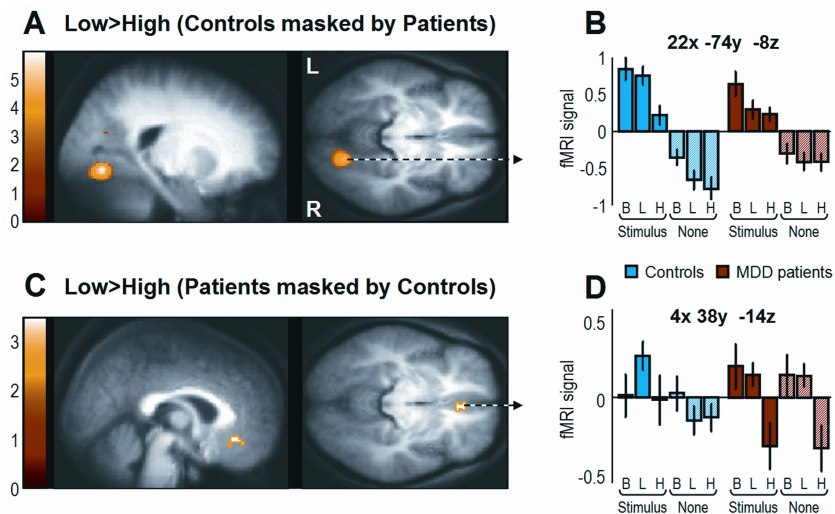 A Low>High (Controls masked by Patients)
5
4
3
2
1
0
L
R
B
22x -74y -8z
fMRI signal
1
0.5
0
-0.5
-1
B L H B L H B L H B L H
Stimulus None Stimulus None
Controls MDD patients
C Low>High (Patients masked by Controls)
3
2
1
0
D
4x 38y -14z
fMRI signal
0.5
0
-0.5
B L H B L H B L H B L H
Stimulus None Stimulus None